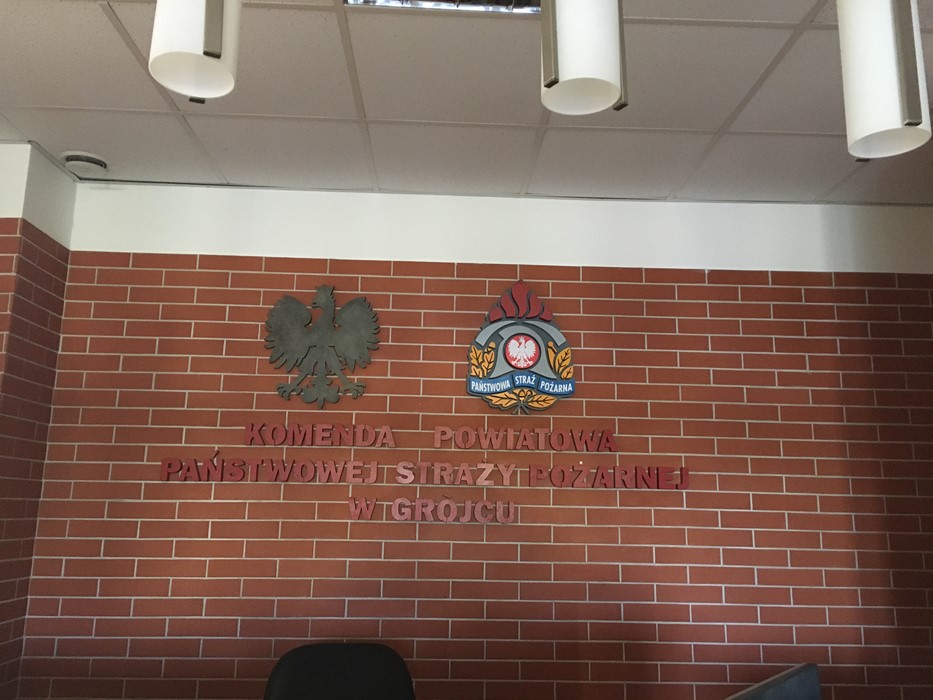 PAŃSTWOWA STRAŻ POŻARNA
KOMENDA POWIATOWA
PAŃSTWOWEJ STRAŻY POŻARNEJ
W GRÓJCU